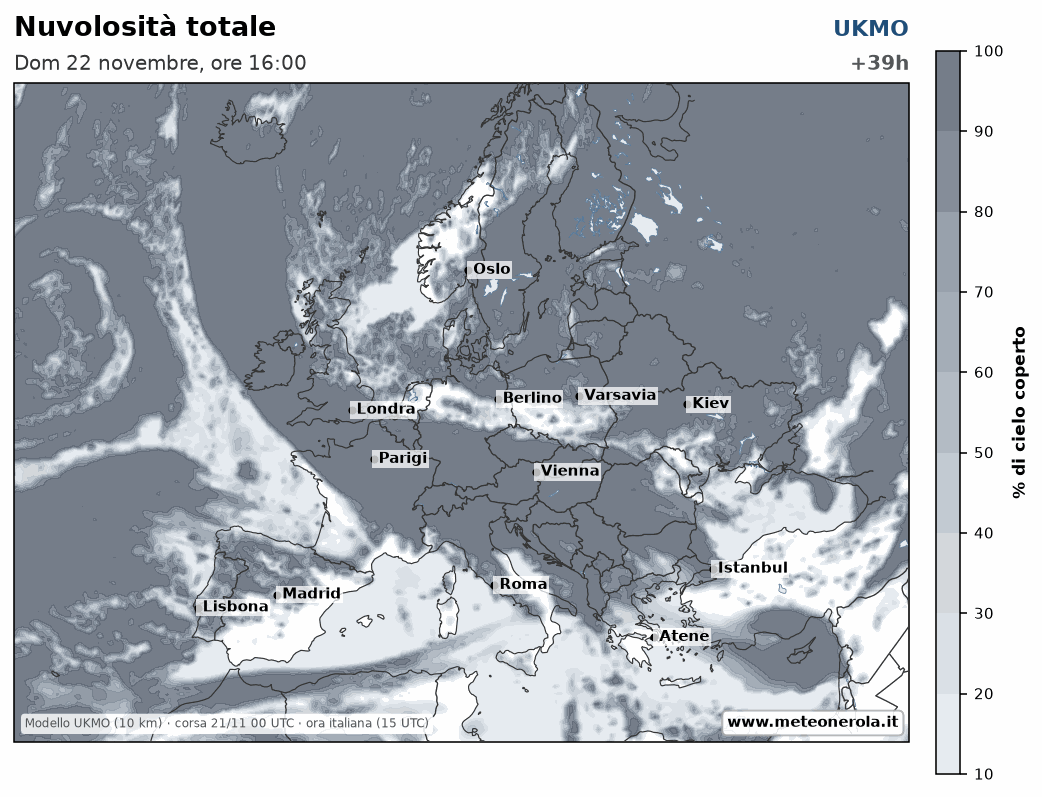 Nuvolosità totale
UKMO
Dom 22 novembre, ore 16:00
+39h
100
90
80
70
60
50
40
30
20
10
% di cielo coperto
Oslo
Londra
Berlino
Varsavia
Kiev
Parigi
Vienna
Istanbul
Roma
Madrid
Lisbona
Atene
Modello UKMO (10 km) · corsa 21/11 00 UTC · ora italiana (15 UTC)
www.meteonerola.it